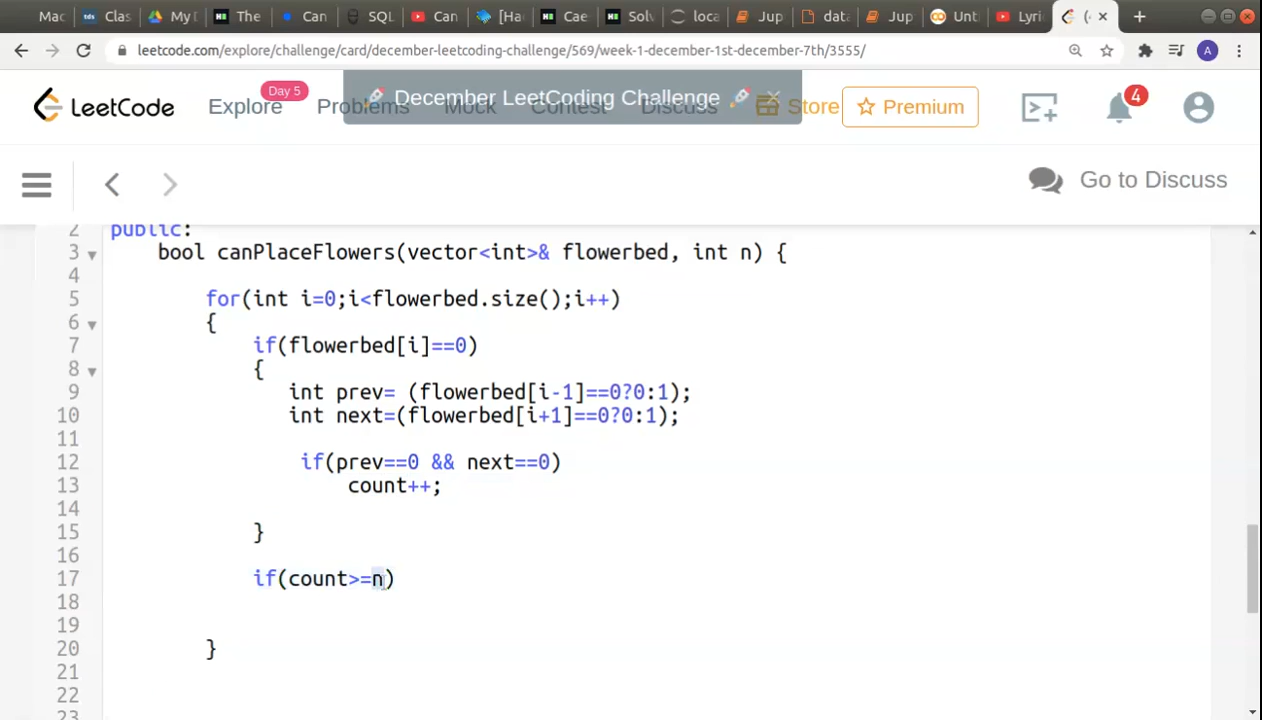 Mac Clas My D The Can SQL Can [Ha Cae Solv loca Jup data Jup Unti Lyri (
leetcode.com/explore/challenge/card/december-leetcoding-challenge/569/week-1-december-1st-december-7th/3555/ A
LeetCode Explore Day 5 Problems Mock Contest Discuss Store Premium 4
December LeetCoding Challenge
Go to Discuss
2 public:
3 bool canPlaceFlowers(vector<int>& flowerbed, int n) {
4
5 for(int i=0;i<flowerbed.size();i++)
6 {
7 if(flowerbed[i]==0)
8 {
9 int prev= (flowerbed[i-1]==0?0:1);
10 int next=(flowerbed[i+1]==0?0:1);
11
12 if(prev==0 && next==0)
13 count++;
14
15 }
16
17 if(count>=n)
18
19
20 }
21
22
23